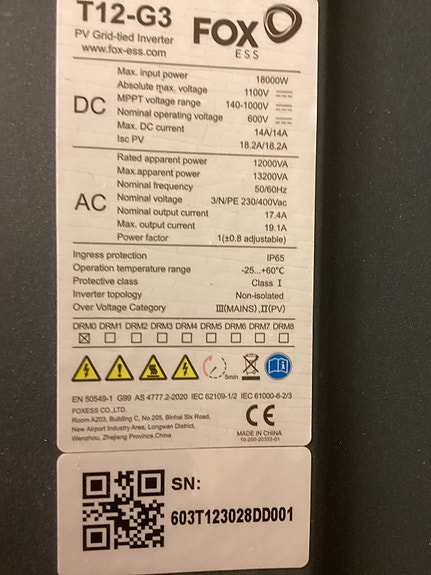 T12-G3
PV Grid-tied Inverter
www.fox-ess.com
FOX
ESS
DC
Max. input power 18000W
Absolute max. voltage 1100V
MPPT voltage range 140-1000V
Nominal operating voltage 600V
Max. DC current 14A/14A
Isc PV 18.2A/18.2A
AC
Rated apparent power 12000VA
Max.apparent power 13200VA
Nominal frequency 50/60Hz
Nominal voltage 3/N/PE 230/400Vac
Nominal output current 17.4A
Max. output current 19.1A
Power factor 1(±0.8 adjustable)
Ingress protection IP65
Operation temperature range -25...+60℃
Protective class Class Ⅰ
Inverter topology Non-isolated
Over Voltage Category Ⅲ(MAINS),Ⅱ(PV)
DRM0 DRM1 DRM2 DRM3 DRM4 DRM5 DRM6 DRM7 DRM8
5min
EN 50549-1 G99 AS 4777.2-2020 IEC 62109-1/2 IEC 61000-6-2/3
FOXESS CO.,LTD.
Room A203, Building C, No.205, Binhai Six Road,
New Airport Industry Area, Longwan District,
Wenzhou, Zhejiang Province.China
CE
MADE IN CHINA
10-200-20303-01
SN:
603T123028DD001